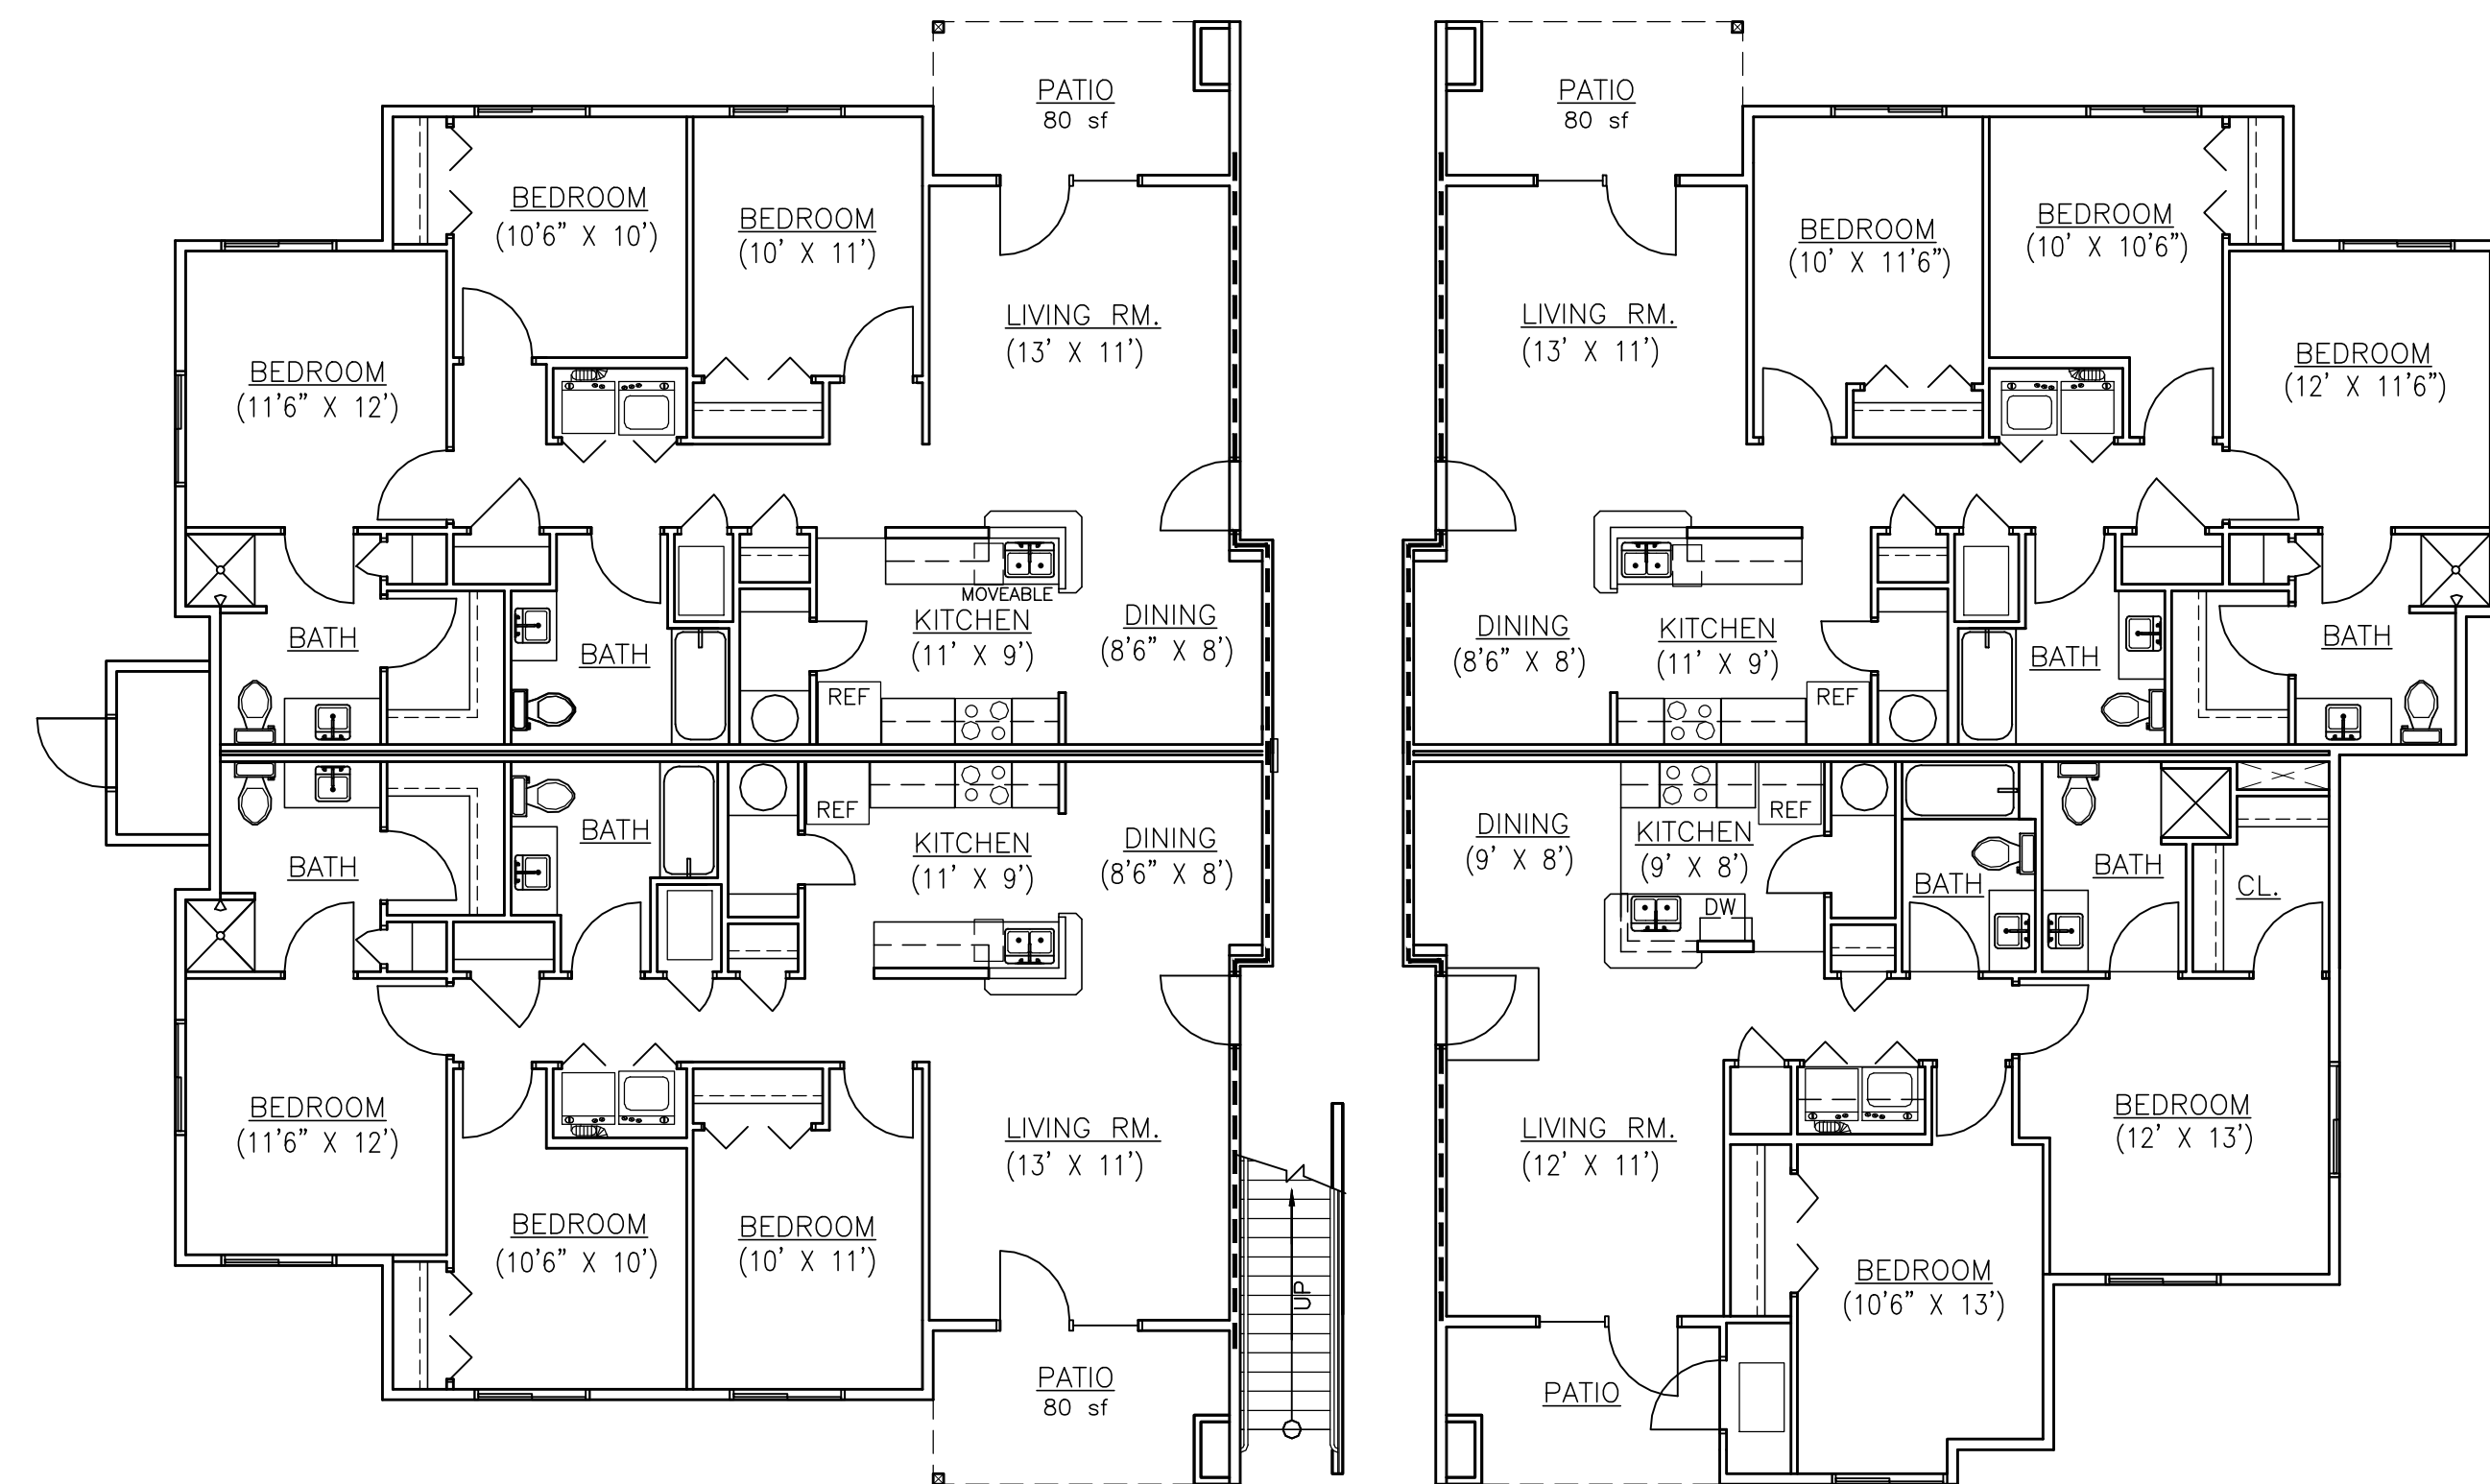 PATIO
80 sf
BEDROOM
(10'6" X 10')
BEDROOM
(10' X 11')
LIVING RM.
(13' X 11')
BEDROOM
(11'6" X 12')
MOVEABLE
BATH
BATH
KITCHEN
(11' X 9')
DINING
(8'6" X 8')
REF
PATIO
80 sf
LIVING RM.
(13' X 11')
BEDROOM
(10' X 11'6")
BEDROOM
(10' X 10'6")
BEDROOM
(12' X 11'6")
DINING
(8'6" X 8')
KITCHEN
(11' X 9')
REF
BATH
BATH
REF
BATH
BATH
KITCHEN
(11' X 9')
DINING
(8'6" X 8')
BEDROOM
(11'6" X 12')
LIVING RM.
(13' X 11')
BEDROOM
(10'6" X 10')
BEDROOM
(10' X 11')
PATIO
80 sf
UP
DINING
(9' X 8')
KITCHEN
(9' X 8')
REF
DW
BATH
BATH
CL.
LIVING RM.
(12' X 11')
BEDROOM
(12' X 13')
BEDROOM
(10'6" X 13')
PATIO